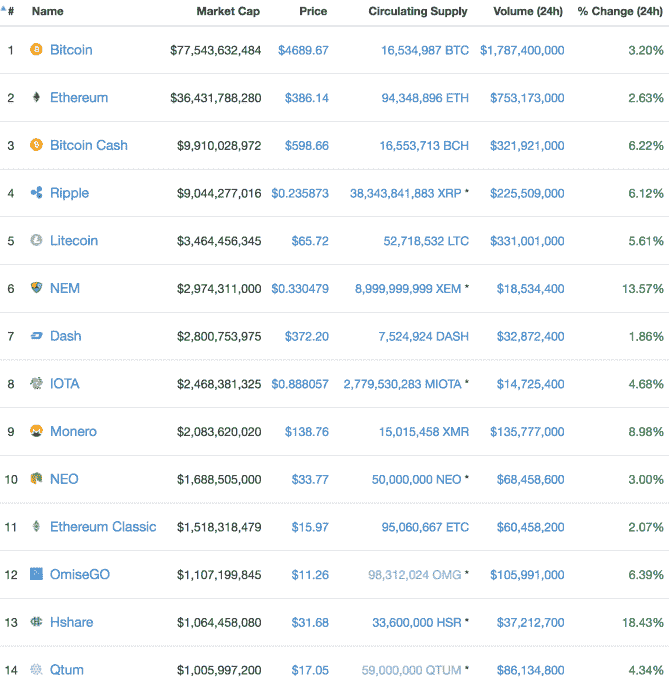 # Name Market Cap Price Circulating Supply Volume (24h) % Change (24h)
1 Bitcoin $77,543,632,484 $4689.67 16,534,987 BTC $1,787,400,000 3.20%
2 Ethereum $36,431,788,280 $386.14 94,348,896 ETH $753,173,000 2.63%
3 Bitcoin Cash $9,910,028,972 $598.66 16,553,713 BCH $321,921,000 6.22%
4 Ripple $9,044,277,016 $0.235873 38,343,841,883 XRP * $225,509,000 6.12%
5 Litecoin $3,464,456,345 $65.72 52,718,532 LTC $331,001,000 5.61%
6 NEM $2,974,311,000 $0.330479 8,999,999,999 XEM * $18,534,400 13.57%
7 Dash $2,800,753,975 $372.20 7,524,924 DASH $32,872,400 1.86%
8 IOTA $2,468,381,325 $0.888057 2,779,530,283 MIOTA * $14,725,400 4.68%
9 Monero $2,083,620,020 $138.76 15,015,458 XMR $135,777,000 8.98%
10 NEO $1,688,505,000 $33.77 50,000,000 NEO * $68,458,600 3.00%
11 Ethereum Classic $1,518,318,479 $15.97 95,060,667 ETC $60,458,200 2.07%
12 OmiseGO $1,107,199,845 $11.26 98,312,024 OMG * $105,991,000 6.39%
13 Hshare $1,064,458,080 $31.68 33,600,000 HSR * $37,212,700 18.43%
14 Qtum $1,005,997,200 $17.05 59,000,000 QTUM * $86,134,800 4.34%